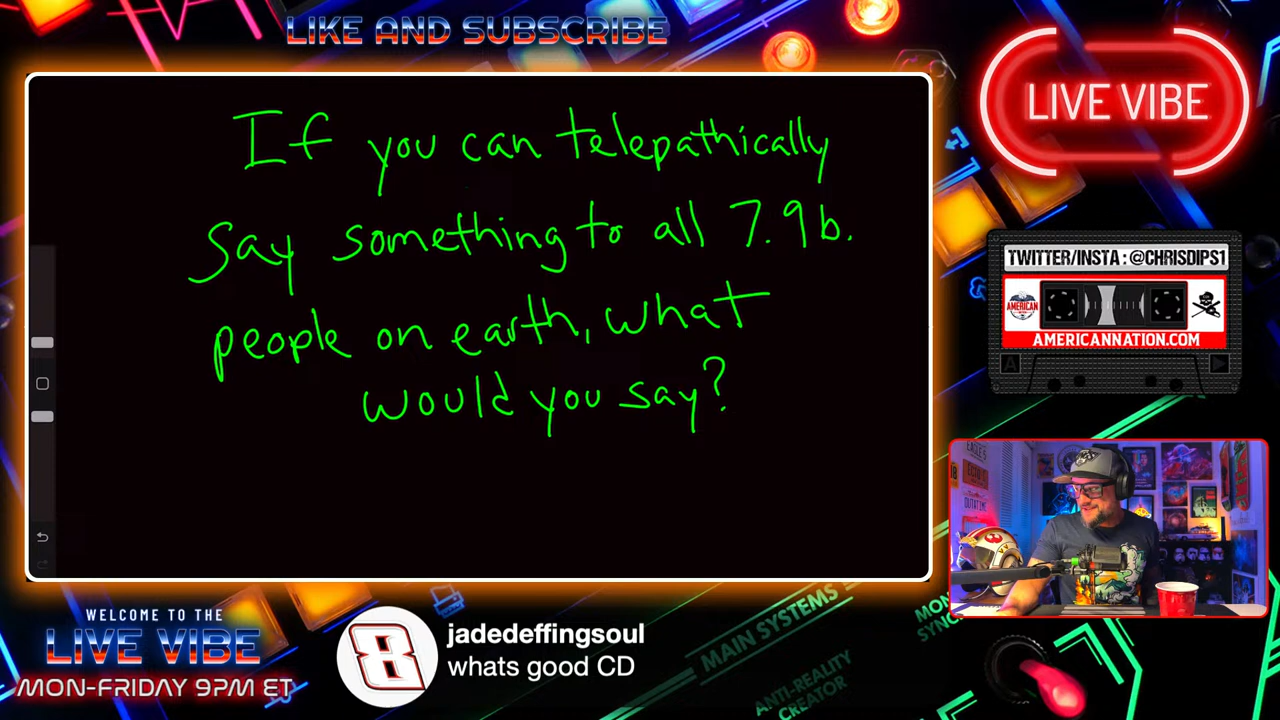 LIKE AND SUBSCRIBE
If you can telepathically
say something to all 7.9 b.
people on earth, what
would you say?
LIVE VIBE
TWITTER/INSTA : @CHRISDIPS1
AMERICAN
AMERICANNATION.COM
A
WELCOME TO THE
LIVE VIBE
MON-FRIDAY 9PM ET
8
jadedeffingsoul
whats good CD
MAIN SYSTEMS
ANTI-REALITY
CREATOR
OUTATIME